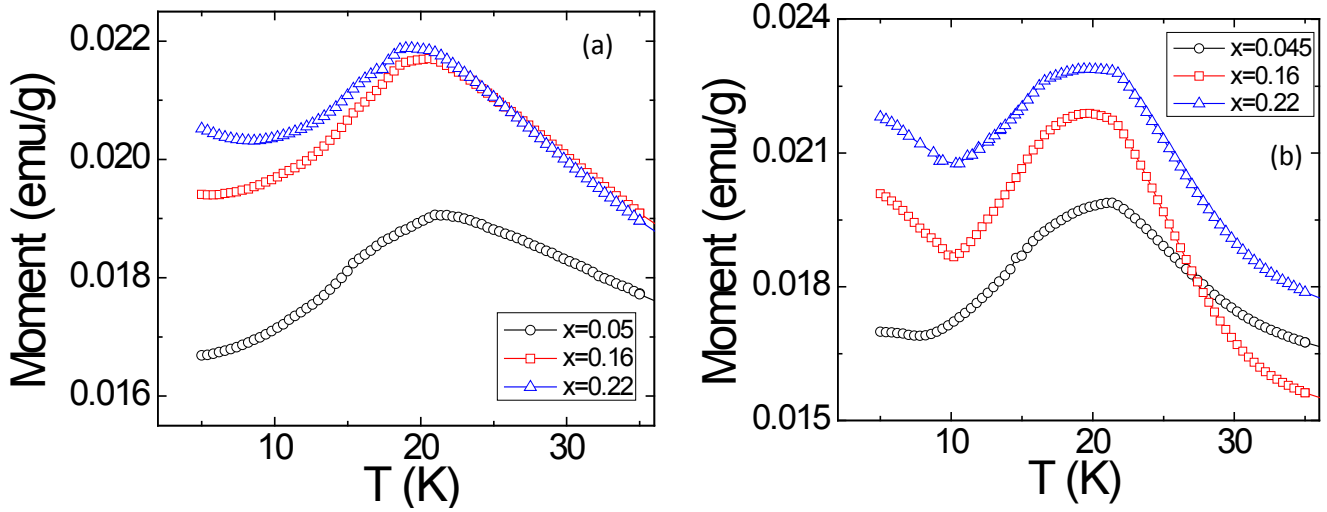 (a)
Moment (emu/g)
0.022
0.020
0.018
0.016
x=0.05
x=0.16
x=0.22
10
20
30
T (K)
(b)
Moment (emu/g)
0.024
0.021
0.018
0.015
x=0.045
x=0.16
x=0.22
10
20
30
T (K)